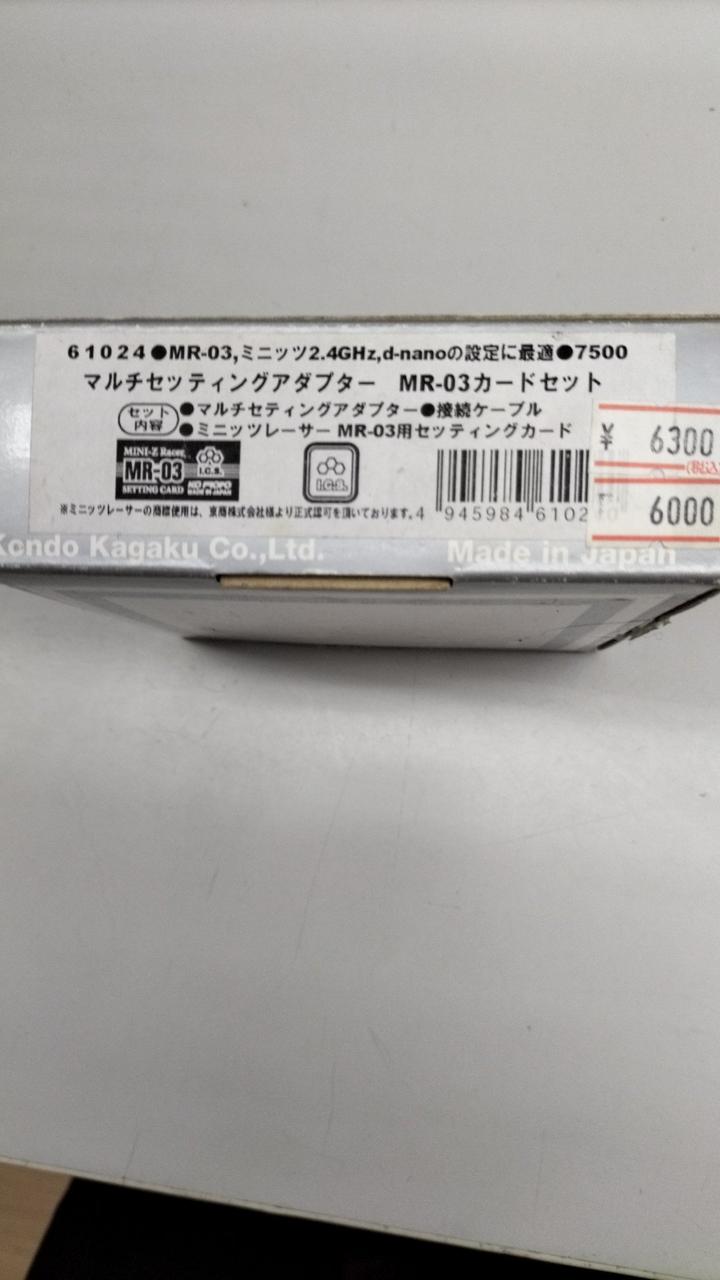 61024●MR-03,ミニッツ2.4GHz,d-nanoの設定に最適●7500
マルチセッティングアダプター MR-03カードセット
セット内容
●マルチセティングアダプター●接続ケーブル
●ミニッツレーサー MR-03用セッティングカード
¥ 6300
(税込)
6000
MINI-Z Racer
MR-03
SETTING CARD
I.C.S.
KO PROPO
MADE IN JAPAN
I.C.S.
※ミニッツレーサーの商標使用は、京商株式会社様より正式認可を頂いております。
4 945984 6102
Kondo Kagaku Co.,Ltd. Made in Japan